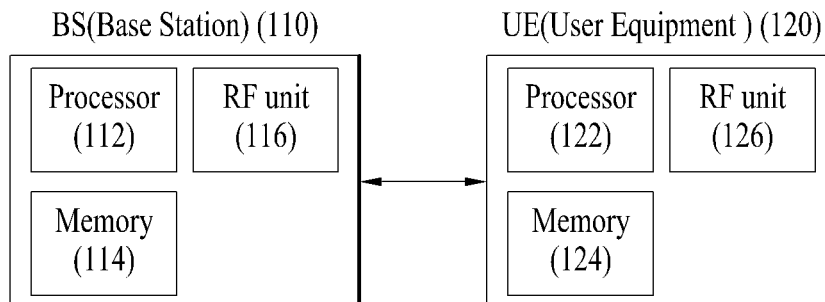 BS(Base Station) (110)
Processor
(112)
RF unit
(116)
Memory
(114)
UE(User Equipment ) (120)
Processor
(122)
RF unit
(126)
Memory
(124)